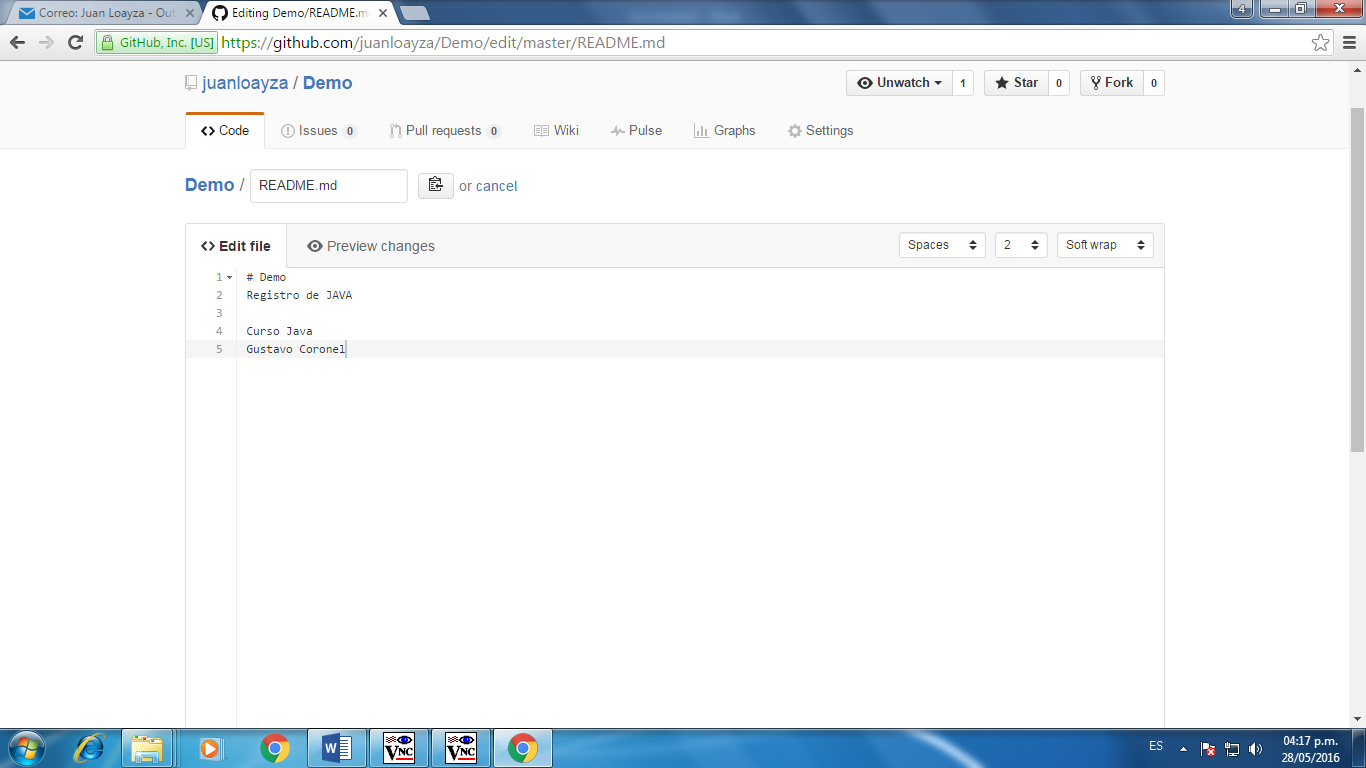 Correo: Juan Loayza - Out
Editing Demo/README.m
4
GitHub, Inc. [US] https://github.com/juanloayza/Demo/edit/master/README.md
juanloayza / Demo
Unwatch 1 Star 0 Fork 0
Code Issues 0 Pull requests 0 Wiki Pulse Graphs Settings
Demo / README.md or cancel
Edit file Preview changes Spaces 2 Soft wrap
1 # Demo
2 Registro de JAVA
3
4 Curso Java
5 Gustavo Coronel
W VNC VNC
ES
04:17 p.m.
28/05/2016